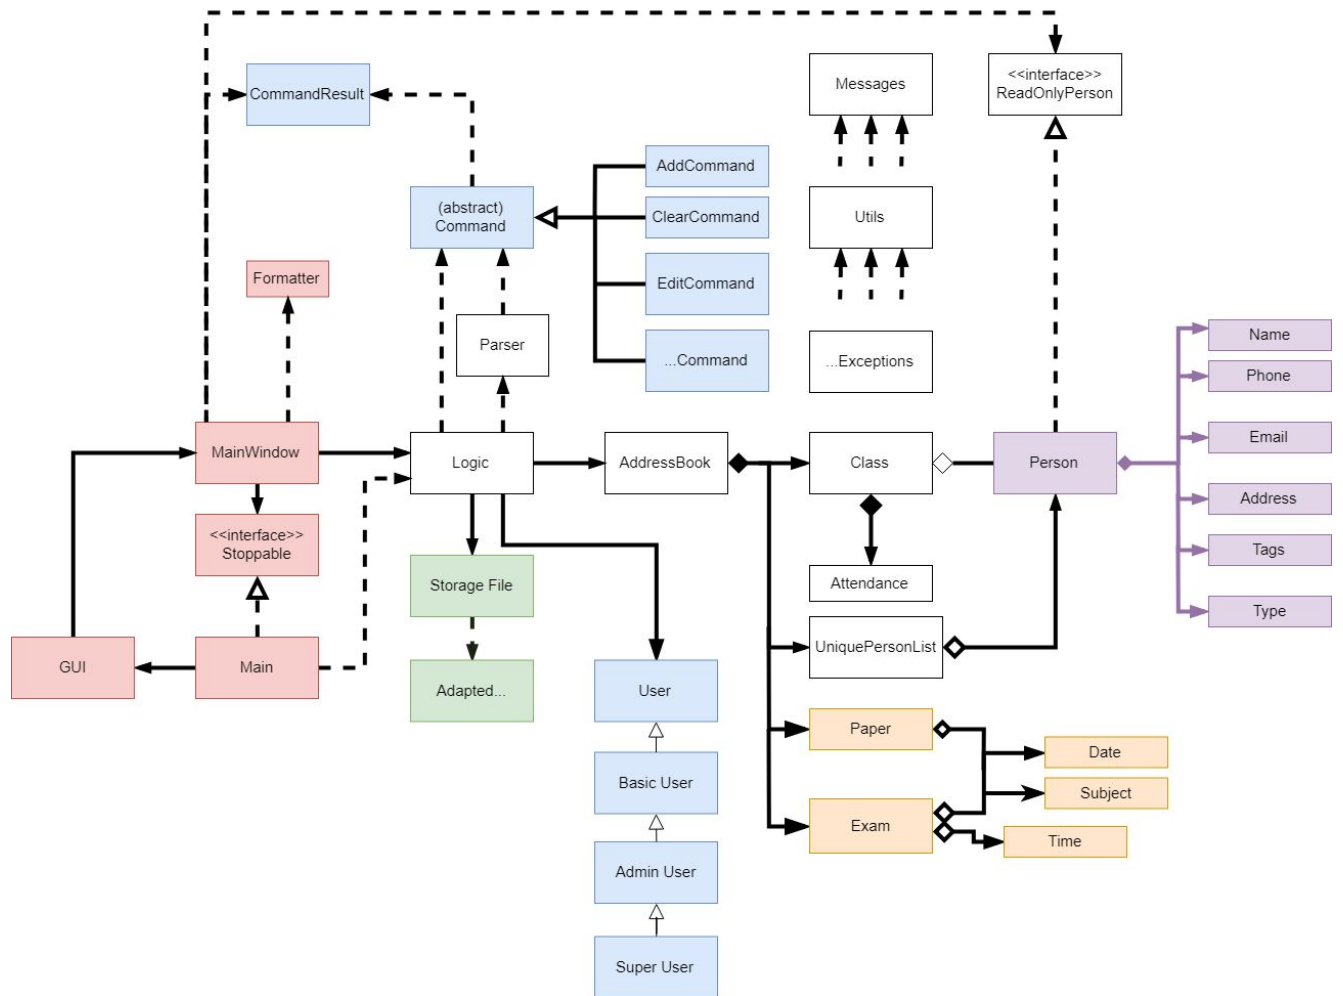 <<interface>>
ReadOnlyPerson
Messages
CommandResult
AddCommand
(abstract)
Command
ClearCommand
Utils
Formatter
EditCommand
Parser
...Command
...Exceptions
Name
Phone
Email
MainWindow
Logic
AddressBook
Class
Person
Address
<<interface>>
Stoppable
Storage File
Attendance
Tags
Type
GUI
Main
UniquePersonList
Adapted...
User
Paper
Date
Basic User
Subject
Exam
Time
Admin User
Super User